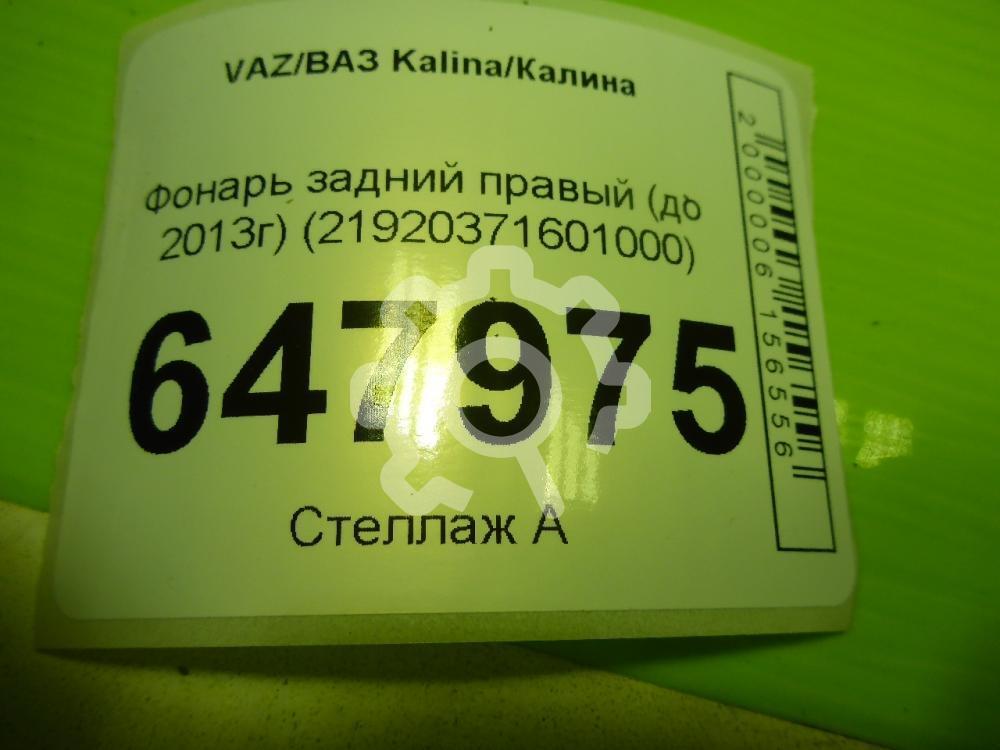 VAZ/ВАЗ Kalina/Калина
Фонарь задний правый (до
2013г) (21920371601000)
647975
Стеллаж А
2000006156556